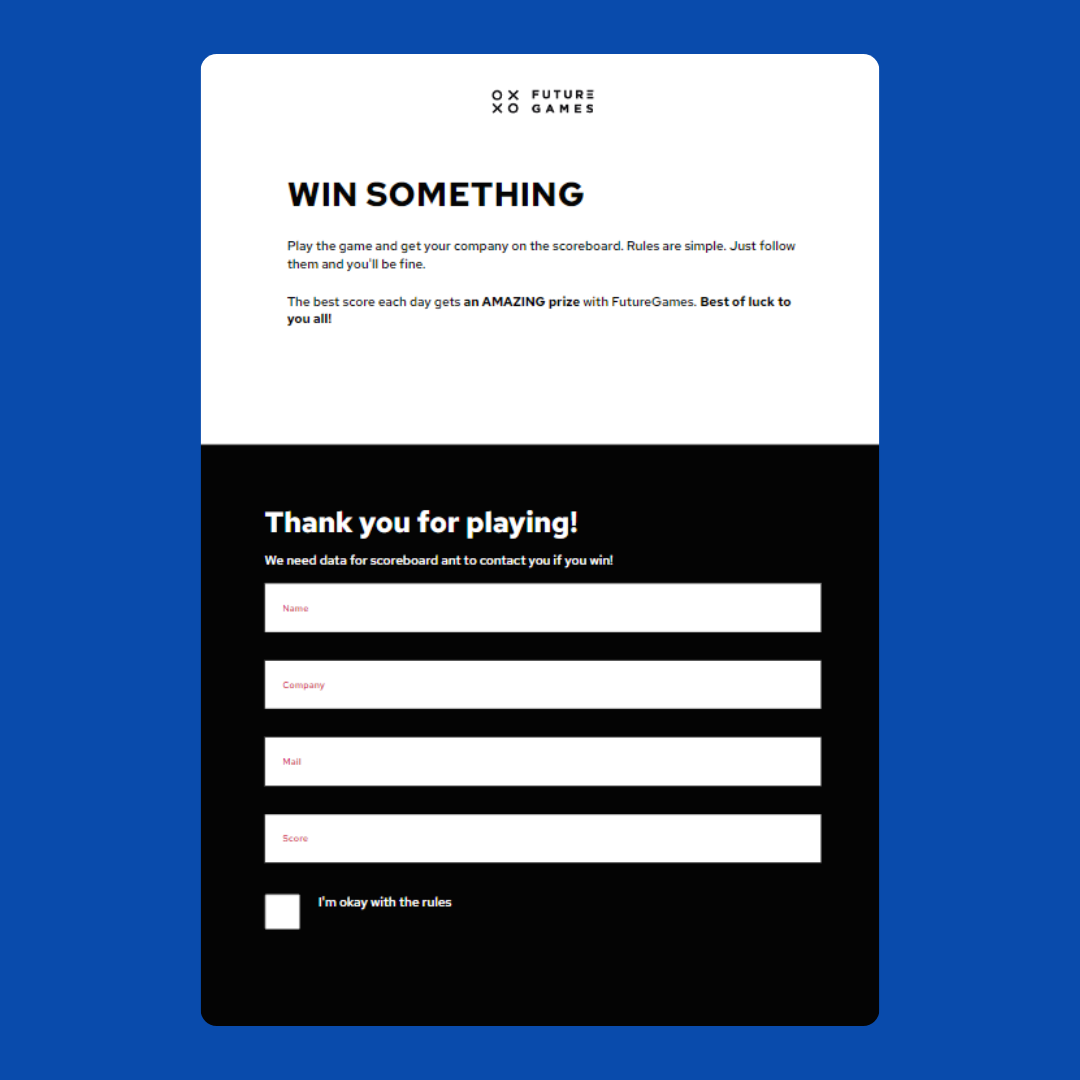 OX FUTURE
XO GAMES
WIN SOMETHING
Play the game and get your company on the scoreboard. Rules are simple. Just follow
them and you'll be fine.
The best score each day gets an AMAZING prize with FutureGames. Best of luck to
you all!
Thank you for playing!
We need data for scoreboard ant to contact you if you win!
Name
Company
Mail
Score
I'm okay with the rules